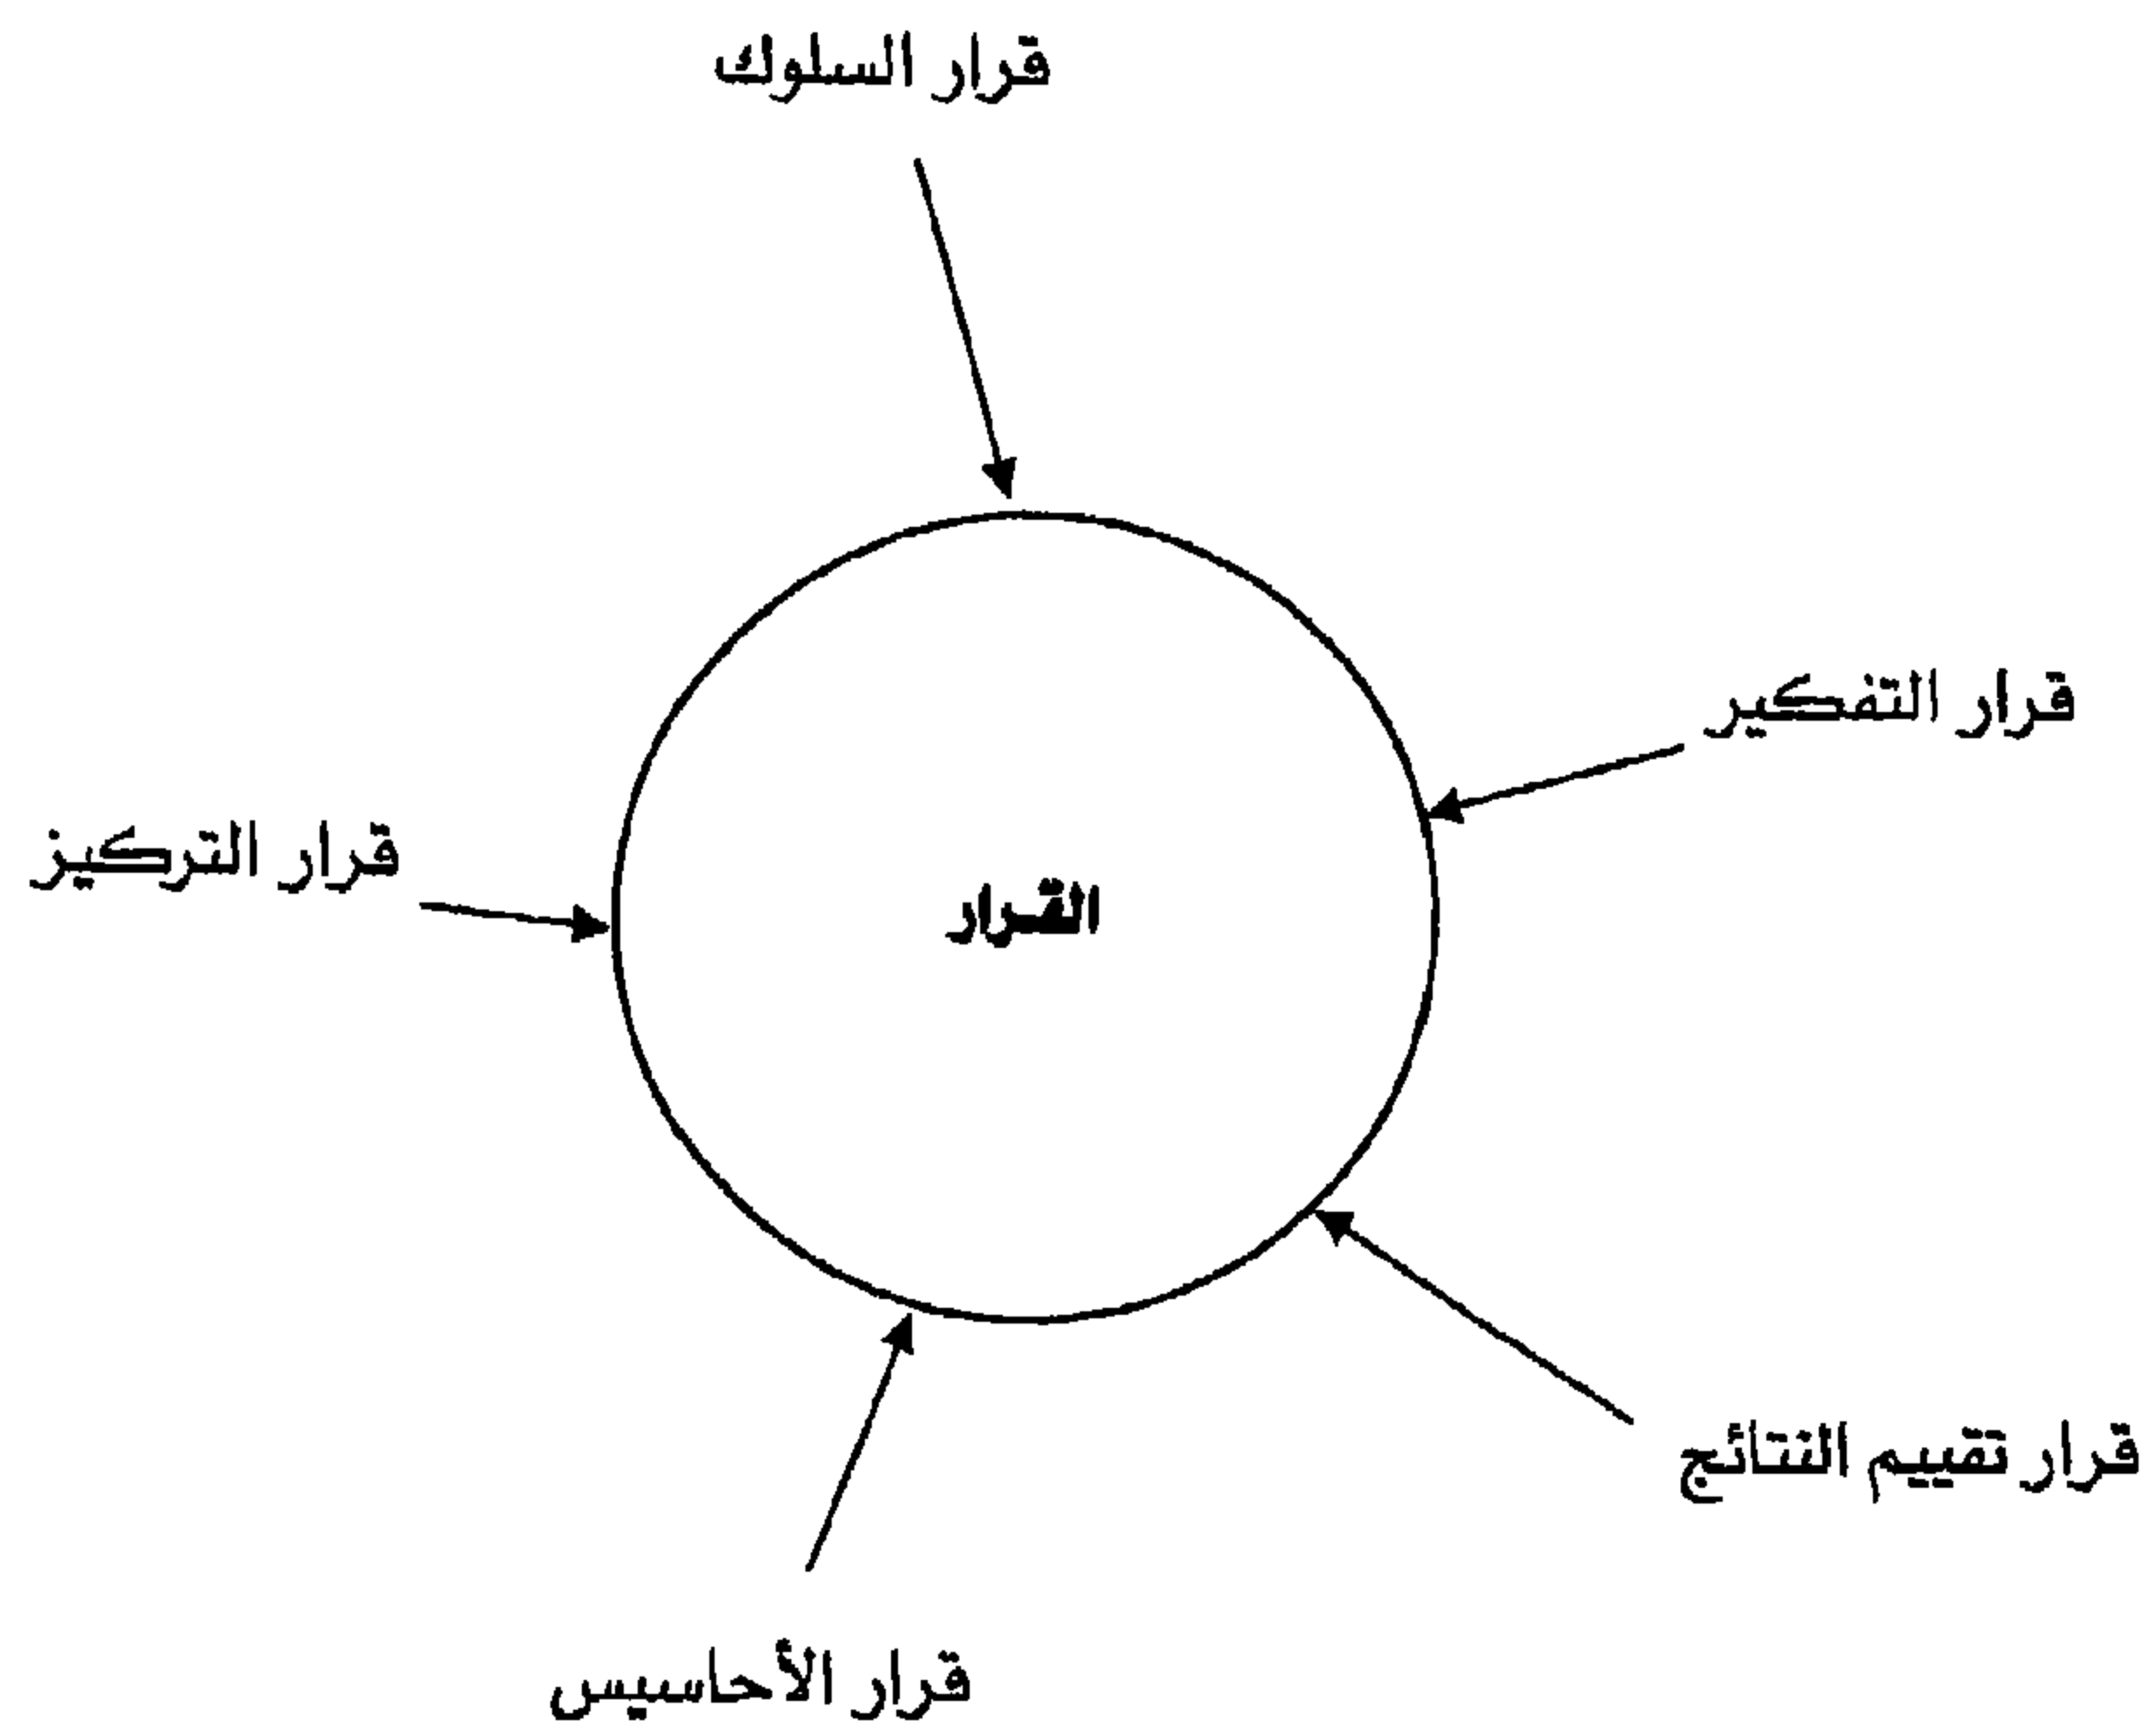 قرار السلوك
قرار التفكير
قرار التركيز
القرار
قرار تقييم النتائج
قرار الأحاسيس